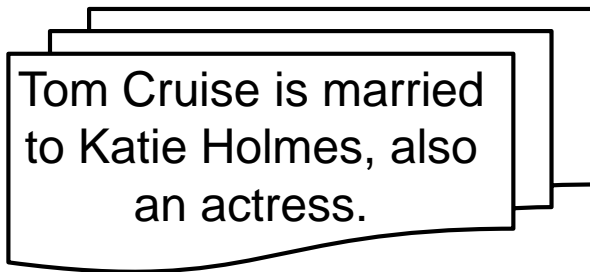 Tom Cruise is married
to Katie Holmes, also
an actress.